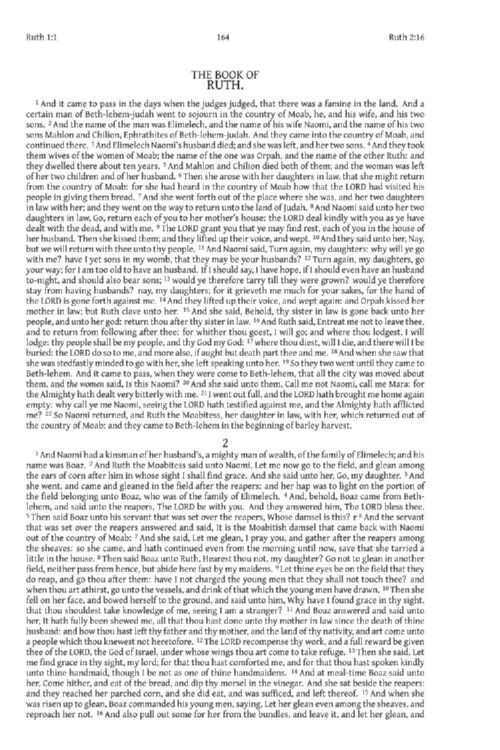 Ruth 1:1 164 Ruth 2:16
THE BOOK OF
RUTH.
1 And it came to pass in the days when the judges judged, that there was a famine in the land. And a
certain man of Beth-lehem-judah went to sojourn in the country of Moab, he, and his wife, and his two
sons. 2 And the name of the man was Elimelech, and the name of his wife Naomi, and the name of his two
sons Mahlon and Chilion, Ephrathites of Beth-lehem-judah. And they came into the country of Moab, and
continued there. 3 And Elimelech Naomi's husband died; and she was left, and her two sons. 4 And they took
them wives of the women of Moab; the name of the one was Orpah, and the name of the other Ruth: and
they dwelled there about ten years. 5 And Mahlon and Chilion died both of them; and the woman was left
of her two children and of her husband. 6 Then she arose with her daughters in law, that she might return
from the country of Moab: for she had heard in the country of Moab how that the LORD had visited his
people in giving them bread. 7 And she went forth out of the place where she was, and her two daughters
in law with her; and they went on the way to return unto the land of Judah. 8 And Naomi said unto her two
daughters in law, Go, return each of you to her mother's house: the LORD deal kindly with you as ye have
dealt with the dead, and with me. 9 The LORD grant you that ye may find rest, each of you in the house of
her husband. Then she kissed them; and they lifted up their voice, and wept. 10 And they said unto her, Nay,
but we will return with thee unto thy people. 11 And Naomi said, Turn again, my daughters: why will ye go
with me? have I yet sons in my womb, that they may be your husbands? 12 Turn again, my daughters, go
your way; for I am too old to have an husband. If I should say, I have hope, if I should even have an husband
to-night, and should also bear sons; 13 would ye therefore tarry till they were grown? would ye therefore
stay from having husbands? nay, my daughters; for it grieveth me much for your sakes, for the hand of
the LORD is gone forth against me. 14 And they lifted up their voice, and wept again: and Orpah kissed her
mother in law; but Ruth clave unto her. 15 And she said, Behold, thy sister in law is gone back unto her
people, and unto her god: return thou after thy sister in law. 16 And Ruth said, Entreat me not to leave thee,
and to return from following after thee: for whither thou goest, I will go; and where thou lodgest, I will
lodge: thy people shall be my people, and thy God my God: 17 where thou diest, will I die, and there will I be
buried: the LORD do so to me, and more also, if aught but death part thee and me. 18 And when she saw that
she was stedfastly minded to go with her, she left speaking unto her. 19 So they two went until they came to
Beth-lehem. And it came to pass, when they were come to Beth-lehem, that all the city was moved about
them, and the women said, Is this Naomi? 20 And she said unto them, Call me not Naomi, call me Mara: for
the Almighty hath dealt very bitterly with me. 21 I went out full, and the LORD hath brought me home again
empty: why call ye me Naomi, seeing the LORD hath testified against me, and the Almighty hath afflicted
me? 22 So Naomi returned, and Ruth the Moabitess, her daughter in law, with her, which returned out of
the country of Moab: and they came to Beth-lehem in the beginning of barley harvest.
2
1 And Naomi had a kinsman of her husband's, a mighty man of wealth, of the family of Elimelech; and his
name was Boaz. 2 And Ruth the Moabitess said unto Naomi, Let me now go to the field, and glean among
the ears of corn after him in whose sight I shall find grace. And she said unto her, Go, my daughter. 3 And
she went, and came and gleaned in the field after the reapers: and her hap was to light on the portion of
the field belonging unto Boaz, who was of the family of Elimelech. 4 And, behold, Boaz came from Beth-
lehem, and said unto the reapers, The LORD be with you. And they answered him, The LORD bless thee.
5 Then said Boaz unto his servant that was set over the reapers, Whose damsel is this? r 6 And the servant
that was set over the reapers answered and said, It is the Moabitish damsel that came back with Naomi
out of the country of Moab: 7 And she said, Let me glean, I pray you, and gather after the reapers among
the sheaves: so she came, and hath continued even from the morning until now, save that she tarried a
little in the house. 8 Then said Boaz unto Ruth, Hearest thou not, my daughter? Go not to glean in another
field, neither pass from hence, but abide here fast by my maidens. 9 Let thine eyes be on the field that they
do reap, and go thou after them: have I not charged the young men that they shall not touch thee? and
when thou art athirst, go unto the vessels, and drink of that which the young men have drawn. 10 Then she
fell on her face, and bowed herself to the ground, and said unto him, Why have I found grace in thy sight,
that thou shouldest take knowledge of me, seeing I am a stranger? 11 And Boaz answered and said unto
her, It hath fully been shewed me, all that thou hast done unto thy mother in law since the death of thine
husband: and how thou hast left thy father and thy mother, and the land of thy nativity, and art come unto
a people which thou knewest not heretofore. 12 The LORD recompense thy work, and a full reward be given
thee of the LORD, the God of Israel, under whose wings thou art come to take refuge. 13 Then she said, Let
me find grace in thy sight, my lord; for that thou hast comforted me, and for that thou hast spoken kindly
unto thine handmaid, though I be not as one of thine handmaidens. 14 And at meal-time Boaz said unto
her, Come hither, and eat of the bread, and dip thy morsel in the vinegar. And she sat beside the reapers:
and they reached her parched corn, and she did eat, and was sufficed, and left thereof. 15 And when she
was risen up to glean, Boaz commanded his young men, saying, Let her glean even among the sheaves, and
reproach her not. 16 And also pull out some for her from the bundles, and leave it, and let her glean, and